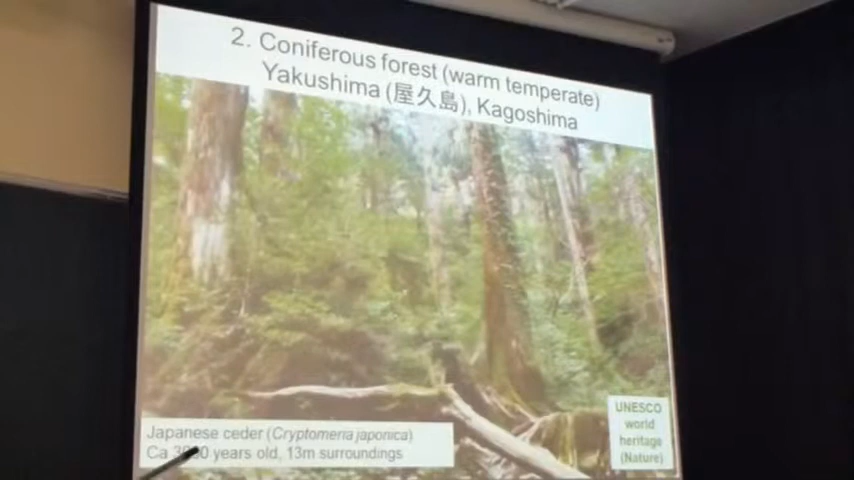 2. Coniferous forest (warm temperate)
Yakushima (屋久島), Kagoshima
Japanese ceder (Cryptomeria japonica)
Ca years old, 13m surroundings
UNESCO
world
heritage
(Nature)